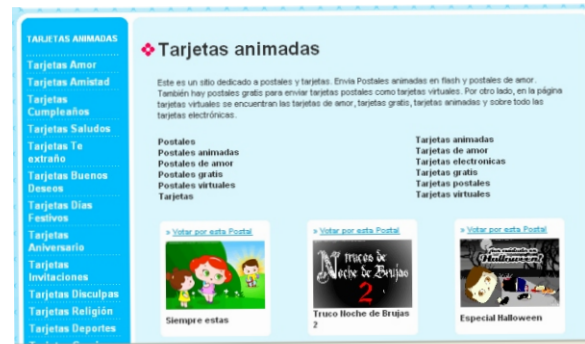 TARJETAS ANIMADAS
Tarjetas Amor
Tarjetas Amistad
Tarjetas
Cumpleaños
Tarjetas Saludos
Tarjetas Te
extraño
Tarjetas Buenos
Deseos
Tarjetas Días
Festivos
Tarjetas
Aniversario
Tarjetas
Invitaciones
Tarjetas Disculpas
Tarjetas Religión
Tarjetas Deportes
Tarjetas animadas
Este es un sitio dedicado a postales y tarjetas. Envia Postales animadas en flash y postales de amor.
También hay postales gratis para enviar tarjetas postales como tarjetas virtuales. Por otro lado, en la página
tarjetas virtuales se encuentran las tarjetas de amor, tarjetas gratis, tarjetas animadas y sobre todo las
tarjetas electrónicas.
Postales
Postales animadas
Postales de amor
Postales gratis
Postales virtuales
Tarjetas
Tarjetas animadas
Tarjetas de amor
Tarjetas electronicas
Tarjetas gratis
Tarjetas postales
Tarjetas virtuales
» Votar por esta Postal
Siempre estas
» Votar por esta Postal
Trucos de
Noche de Brujas
2
Truco Noche de Brujas
2
» Votar por esta Postal
Halloween!
Especial Halloween